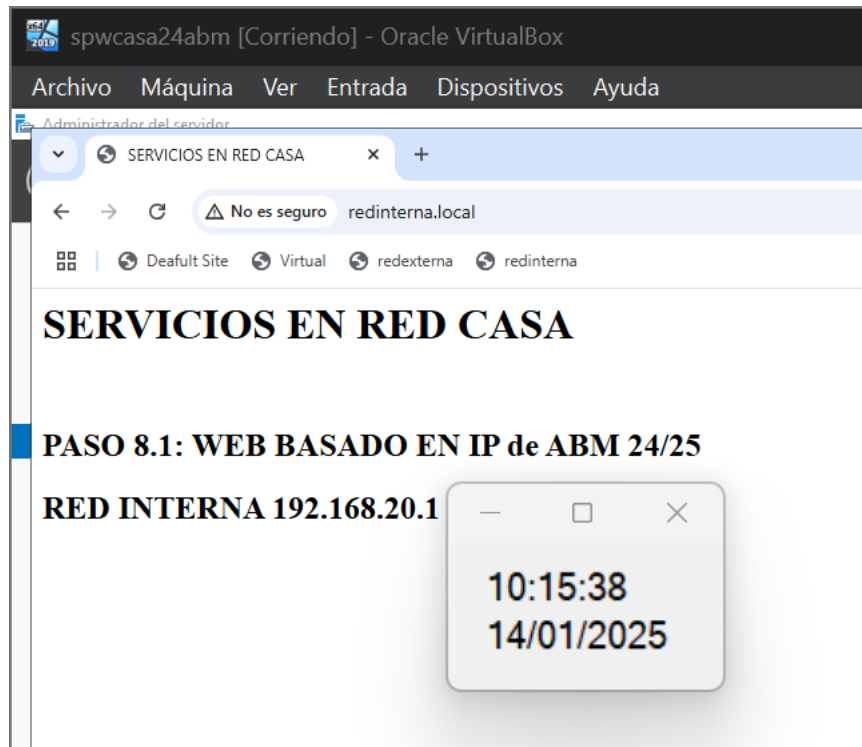 x64
2019
spwcasa24abm [Corriendo] - Oracle VirtualBox
Archivo Máquina Ver Entrada Dispositivos Ayuda
Administrador del servidor
SERVICIOS EN RED CASA
No es seguro redinterna.local
Deafult Site Virtual redexterna redinterna
SERVICIOS EN RED CASA
PASO 8.1: WEB BASADO EN IP de ABM 24/25
RED INTERNA 192.168.20.1
10:15:38
14/01/2025